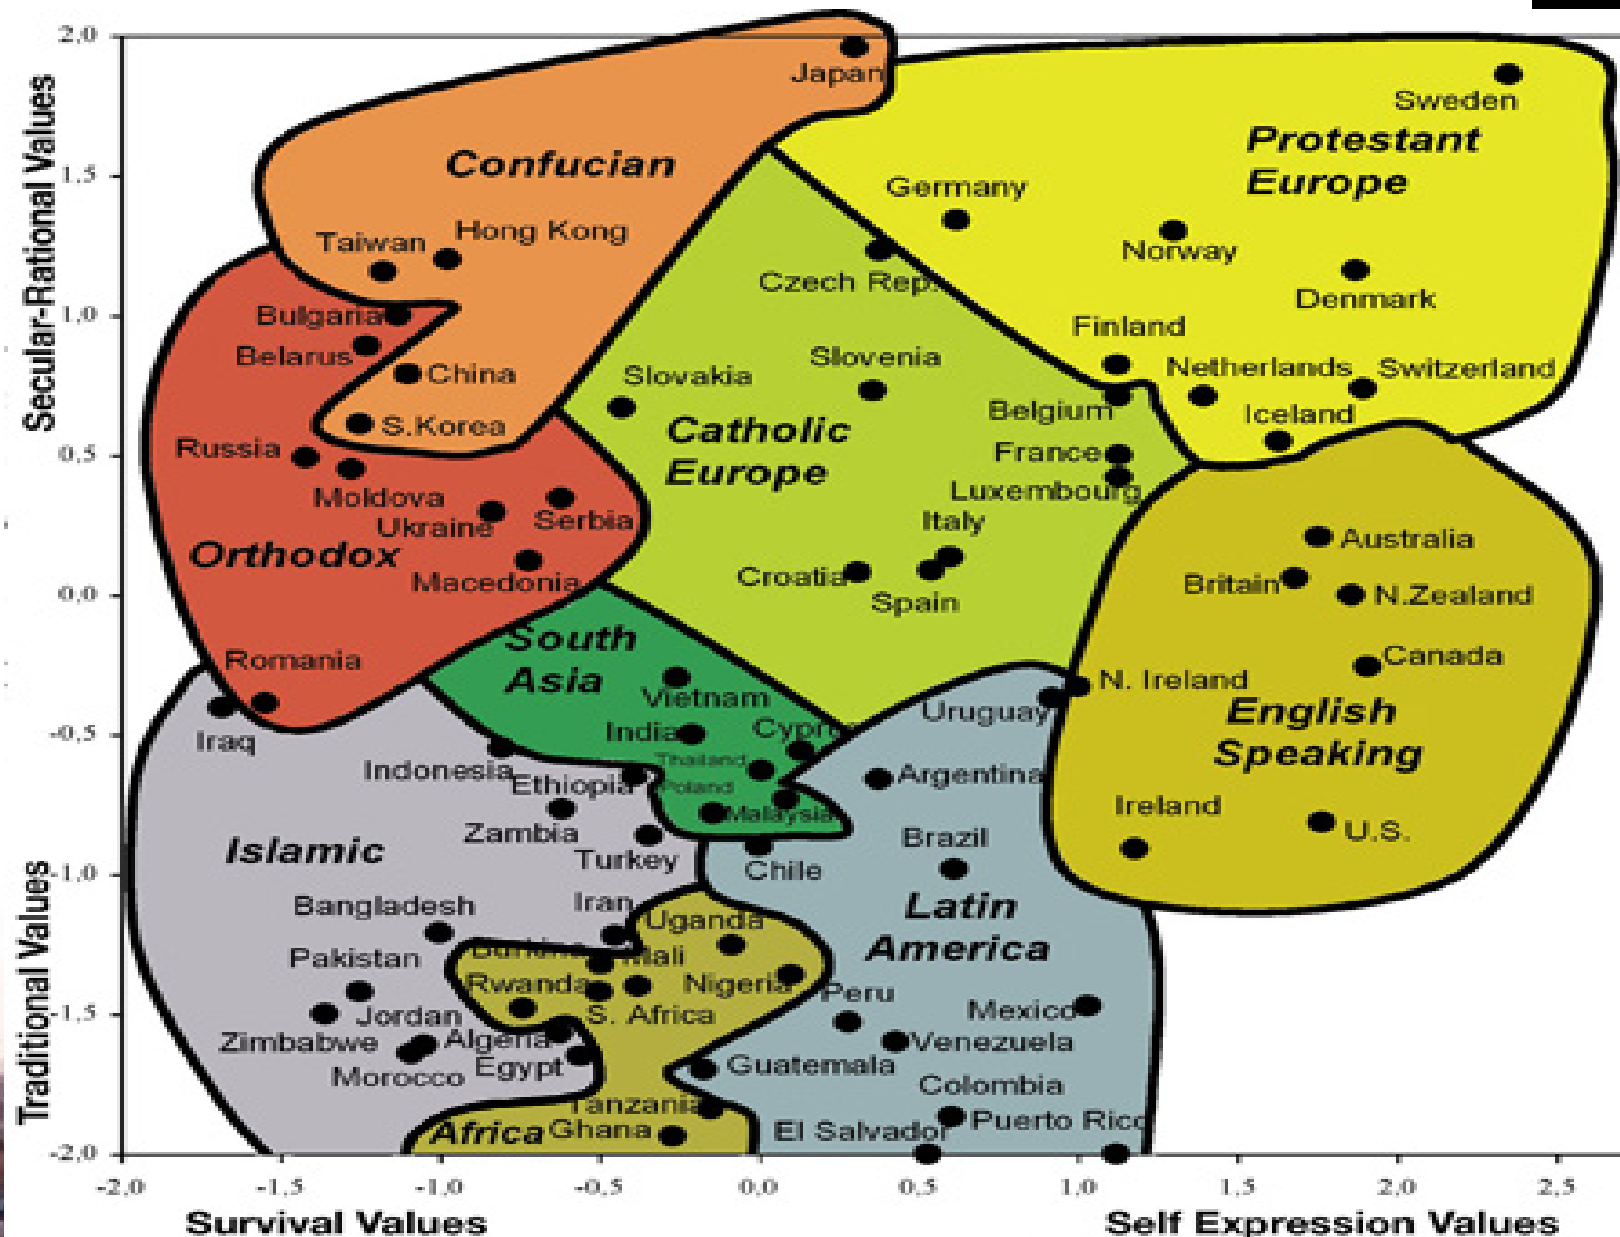 2,0
Japan
Sweden
Protestant
Europe
Confucian
1,5
Germany
Hong Kong
Taiwan
Norway
Czech Rep.
Denmark
1,0
Bulgaria
Finland
Belarus
Slovenia
Netherlands
Switzerland
China
Slovakia
Belgium
Iceland
S.Korea
Catholic
Europe
0,5
Russia
France
Moldova
Luxembourg
Ukraine
Serbia
Italy
Australia
Orthodox
Macedonia
Croatia
Spain
Britain
N.Zealand
0,0
South
Asia
Romania
Canada
Vietnam
N. Ireland
Uruguay
English
Speaking
-0,5
Iraq
India
Thailand
Indonesia
Ethiopia
Poland
Argentina
Malaysia
Ireland
U.S.
Zambia
Brazil
Islamic
Turkey
Chile
-1,0
Bangladesh
Iran
Uganda
Latin
America
Pakistan
Mali
Rwanda
Nigeria
Peru
Mexico
-1,5
Jordan
S. Africa
Zimbabwe
Algeria
Venezuela
Morocco
Egypt
Guatemala
Colombia
Tanzania
Puerto Rico
Africa
Ghana
El Salvador
-2,0
-2,0 -1,5 -1,0 -0,5 0,0 0,5 1,0 1,5 2,0 2,5
Survival Values
Self Expression Values
Secular-Rational Values
Traditional Values